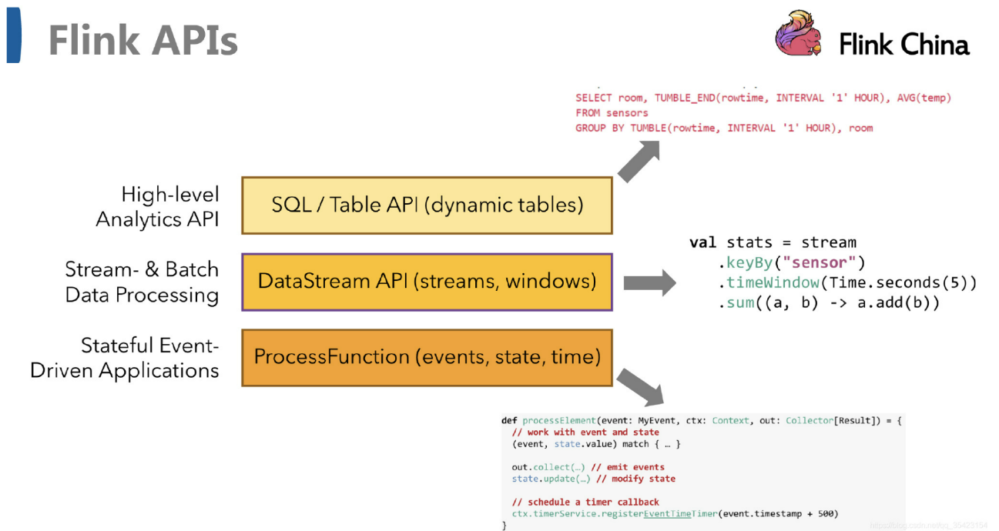 Flink APIs
Flink China
SELECT room, TUMBLE_END(rowtime, INTERVAL '1' HOUR), AVG(temp)
FROM sensors
GROUP BY TUMBLE(rowtime, INTERVAL '1' HOUR), room
High-level
Analytics API
SQL / Table API (dynamic tables)
Stream- & Batch
Data Processing
DataStream API (streams, windows)
val stats = stream
.keyBy("sensor")
.timeWindow(Time.seconds(5))
.sum((a, b) -> a.add(b))
Stateful Event-
Driven Applications
ProcessFunction (events, state, time)
def processElement(event: MyEvent, ctx: Context, out: Collector[Result]) = {
// work with event and state
(event, state.value) match { … }
out.collect(…) // emit events
state.update(…) // modify state
// schedule a timer callback
ctx.timerService.registerEventTimeTimer(event.timestamp + 500)
}
https://blog.csdn.net/qq_35423154